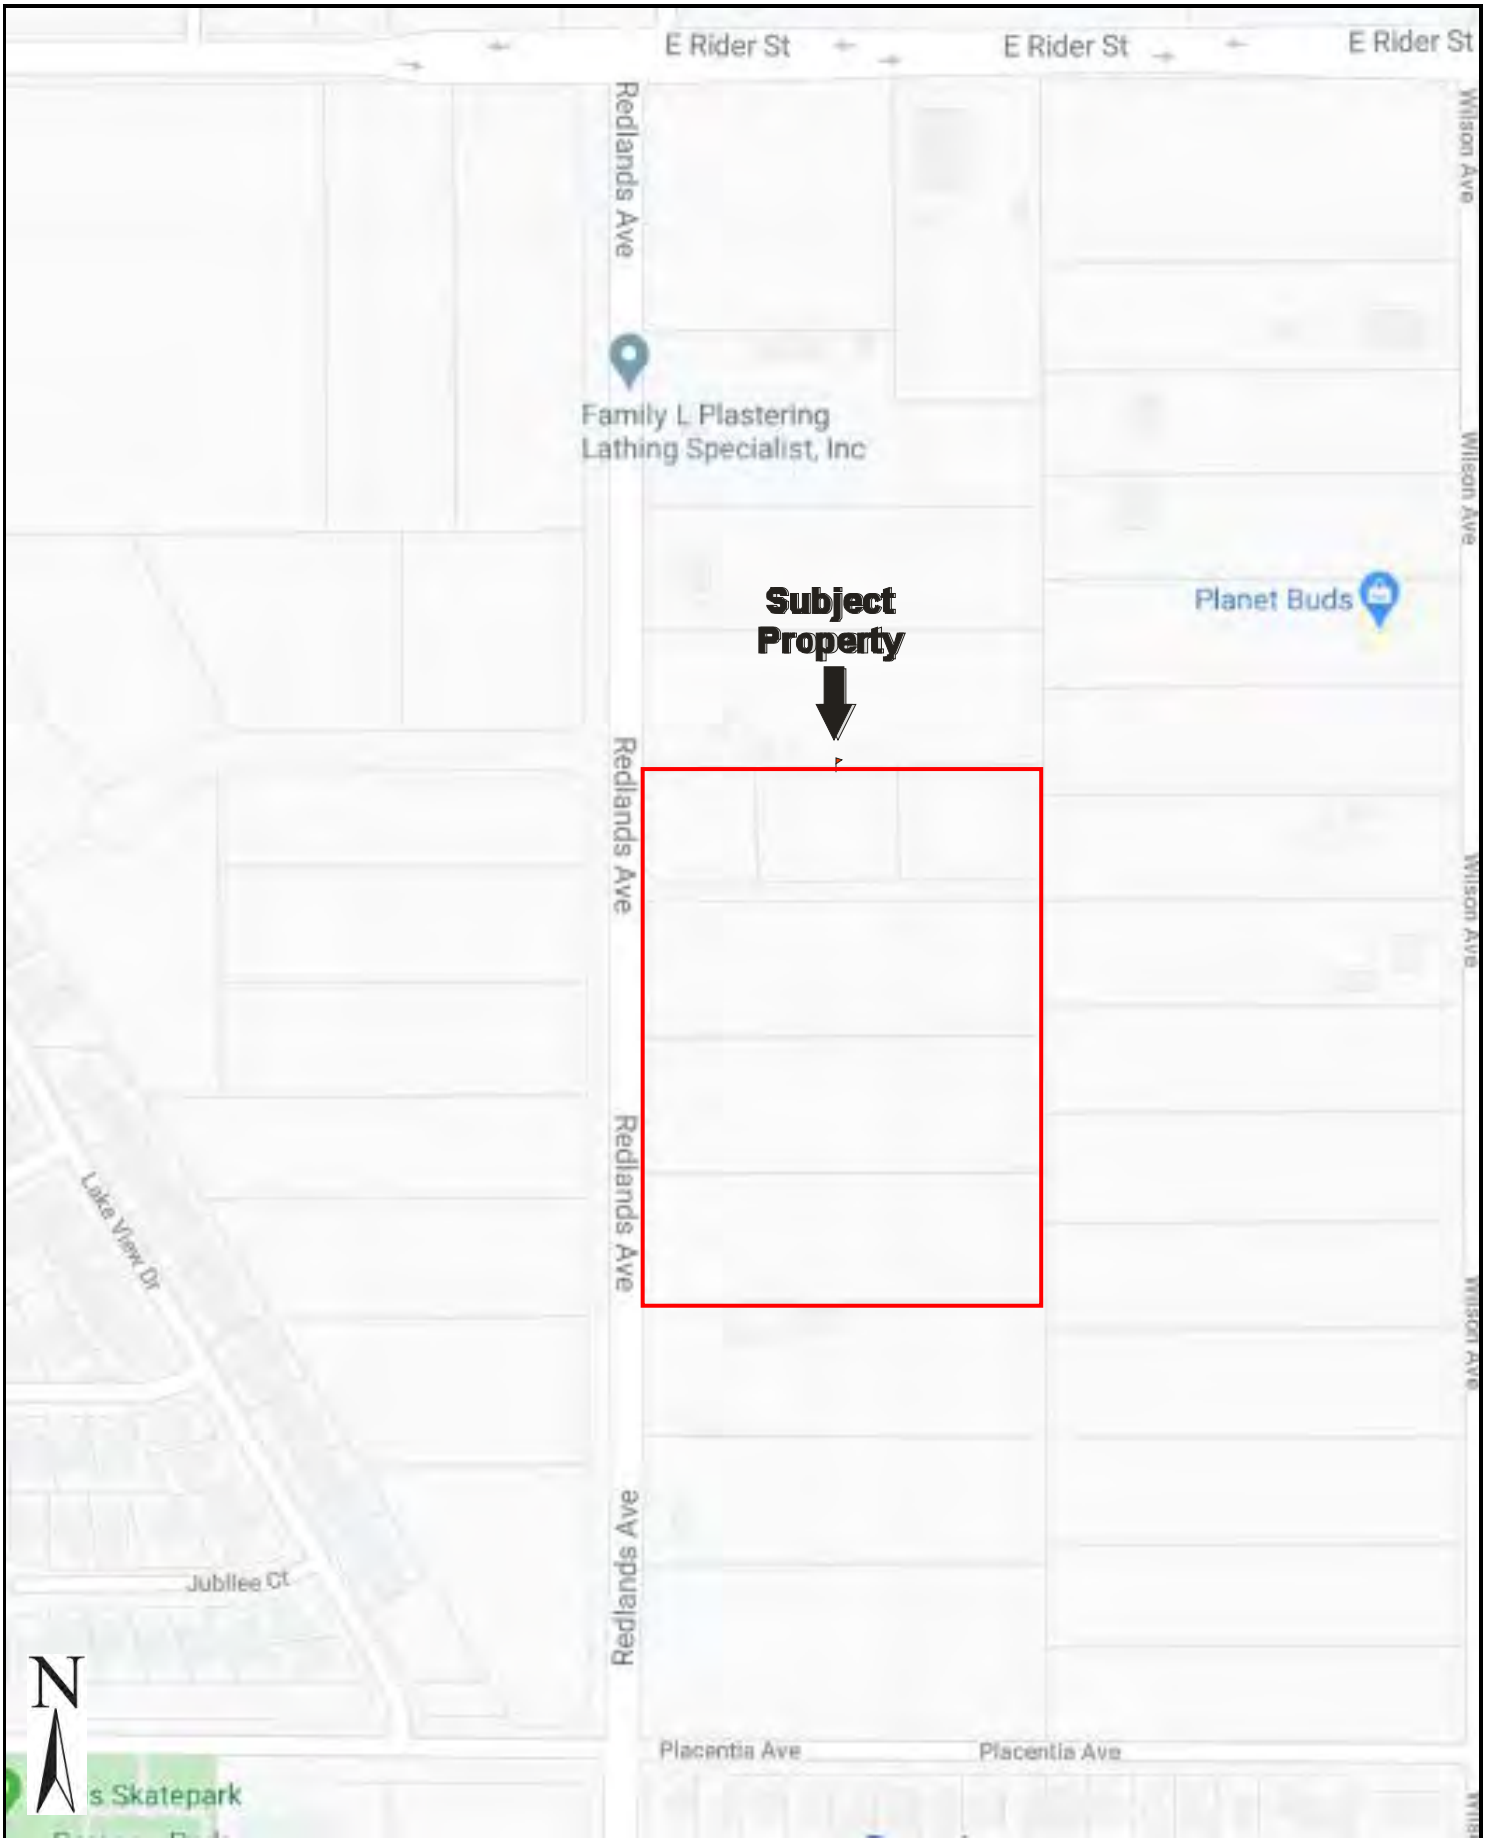 E Rider St
E Rider St
E Rider St
Redlands Ave
Wilson Ave
Family L Plastering
Lathing Specialist, Inc
Wilson Ave
Subject
Property
Planet Buds
Redlands Ave
Wilson Ave
Redlands Ave
Lake View Dr
Wilson Ave
Redlands Ave
Jubilee Ct
N
Placentia Ave
Placentia Ave
s Skatepark